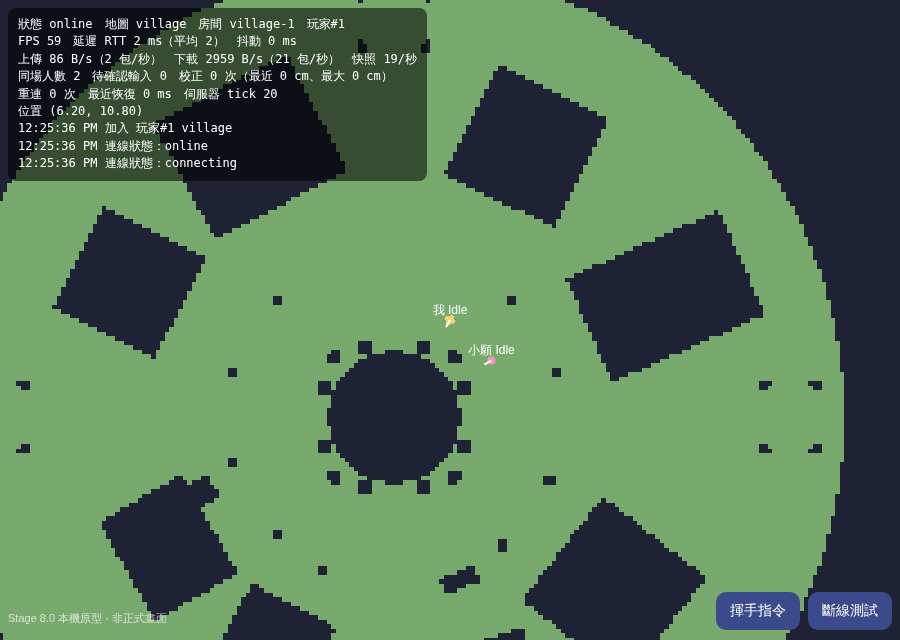 狀態 online 地圖 village 房間 village-1 玩家#1
FPS 59 延遲 RTT 2 ms（平均 2） 抖動 0 ms
上傳 86 B/s（2 包/秒） 下載 2959 B/s（21 包/秒） 快照 19/秒
同場人數 2 待確認輸入 0 校正 0 次（最近 0 cm、最大 0 cm）
重連 0 次 最近恢復 0 ms 伺服器 tick 20
位置 (6.20, 10.80)
12:25:36 PM 加入 玩家#1 village
12:25:36 PM 連線狀態：online
12:25:36 PM 連線狀態：connecting
我 Idle
小願 Idle
Stage 8.0 本機原型 · 非正式畫面
揮手指令
斷線測試